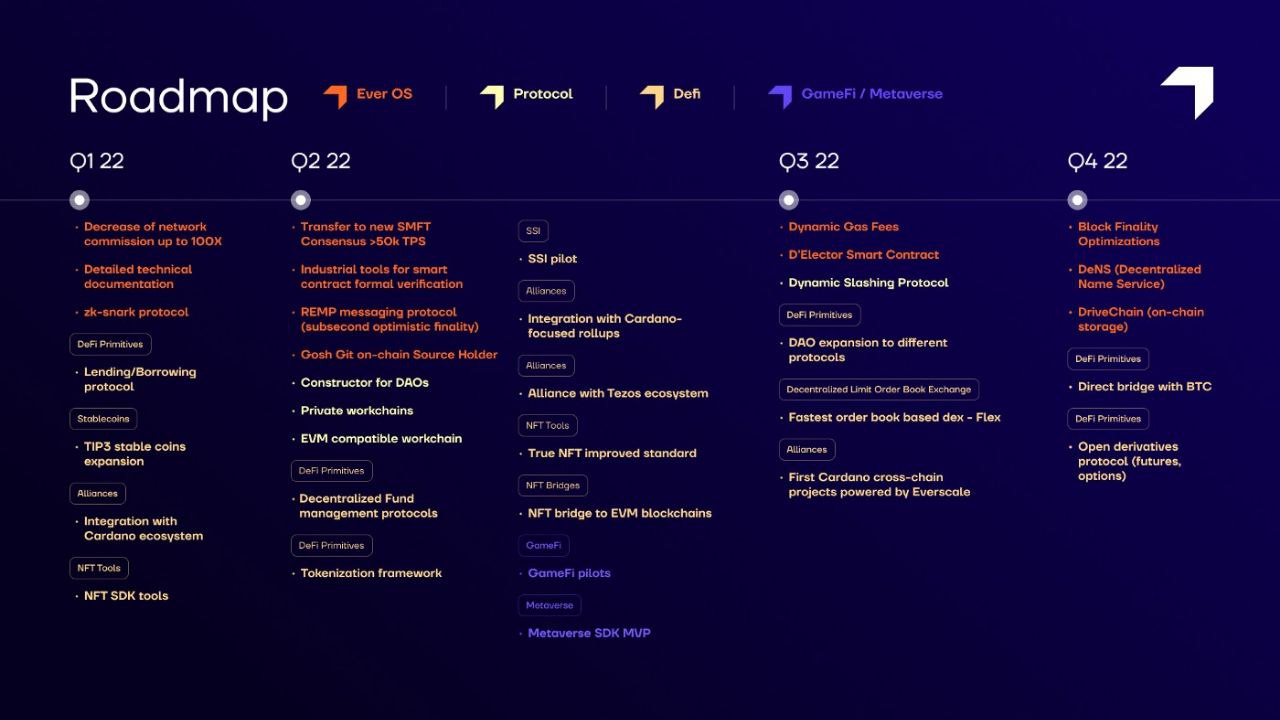 Roadmap
Ever OS
Protocol
Defi
GameFi / Metaverse
Q1 22
Decrease of network
commission up to 100X
Detailed technical
documentation
zk-snark protocol
DeFi Primitives
Lending/Borrowing
protocol
Stablecoins
TIP3 stable coins
expansion
Alliances
Integration with
Cardano ecosystem
NFT Tools
NFT SDK tools
Q2 22
Transfer to new SMFT
Consensus >50k TPS
Industrial tools for smart
contract formal verification
REMP messaging protocol
(subsecond optimistic finality)
Gosh Git on-chain Source Holder
Constructor for DAOs
Private workchains
EVM compatible workchain
DeFi Primitives
Decentralized Fund
management protocols
DeFi Primitives
Tokenization framework
SSI
SSI pilot
Alliances
Integration with Cardano-
focused rollups
Alliances
Alliance with Tezos ecosystem
NFT Tools
True NFT improved standard
NFT Bridges
NFT bridge to EVM blockchains
GameFi
GameFi pilots
Metaverse
Metaverse SDK MVP
Q3 22
Dynamic Gas Fees
D'Elector Smart Contract
Dynamic Slashing Protocol
DeFi Primitives
DAO expansion to different
protocols
Decentralized Limit Order Book Exchange
Fastest order book based dex - Flex
Alliances
First Cardano cross-chain
projects powered by Everscale
Q4 22
Block Finality
Optimizations
DeNS (Decentralized
Name Service)
DriveChain (on-chain
storage)
DeFi Primitives
Direct bridge with BTC
DeFi Primitives
Open derivatives
protocol (futures,
options)